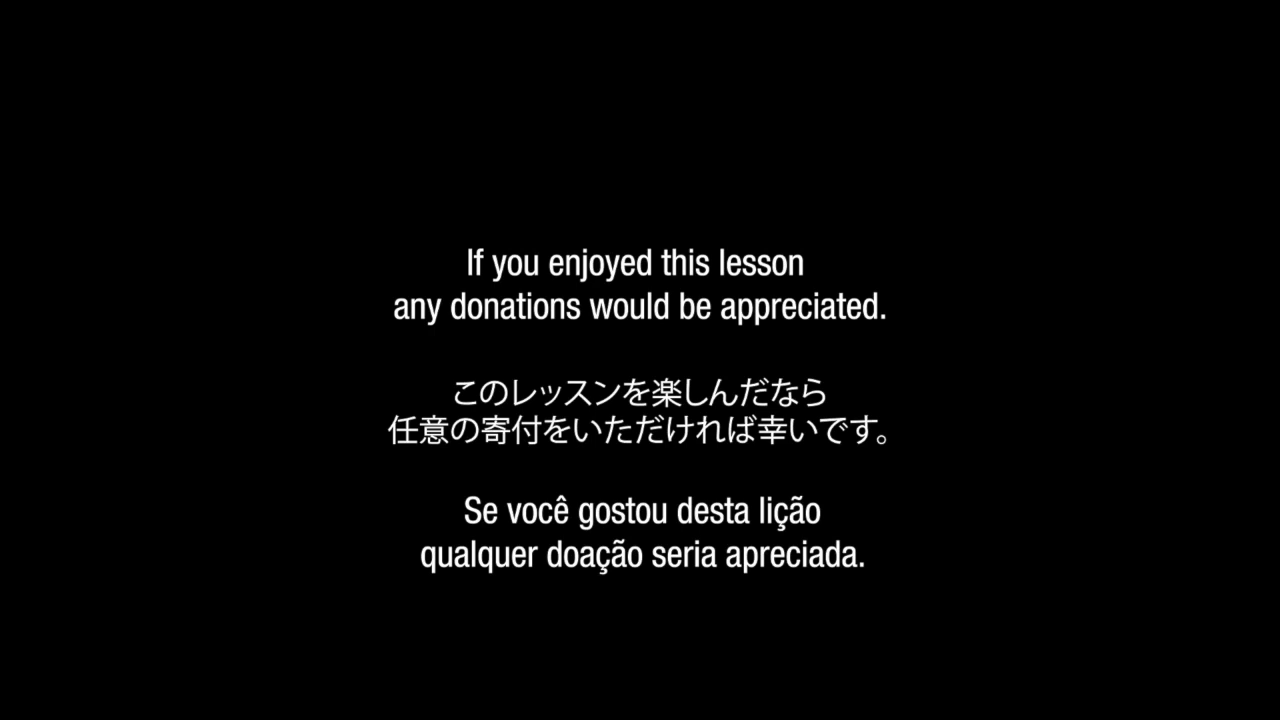 If you enjoyed this lesson
any donations would be appreciated.
このレッスンを楽しんだなら
任意の寄付をいただければ幸いです。
Se você gostou desta lição
qualquer doação seria apreciada.